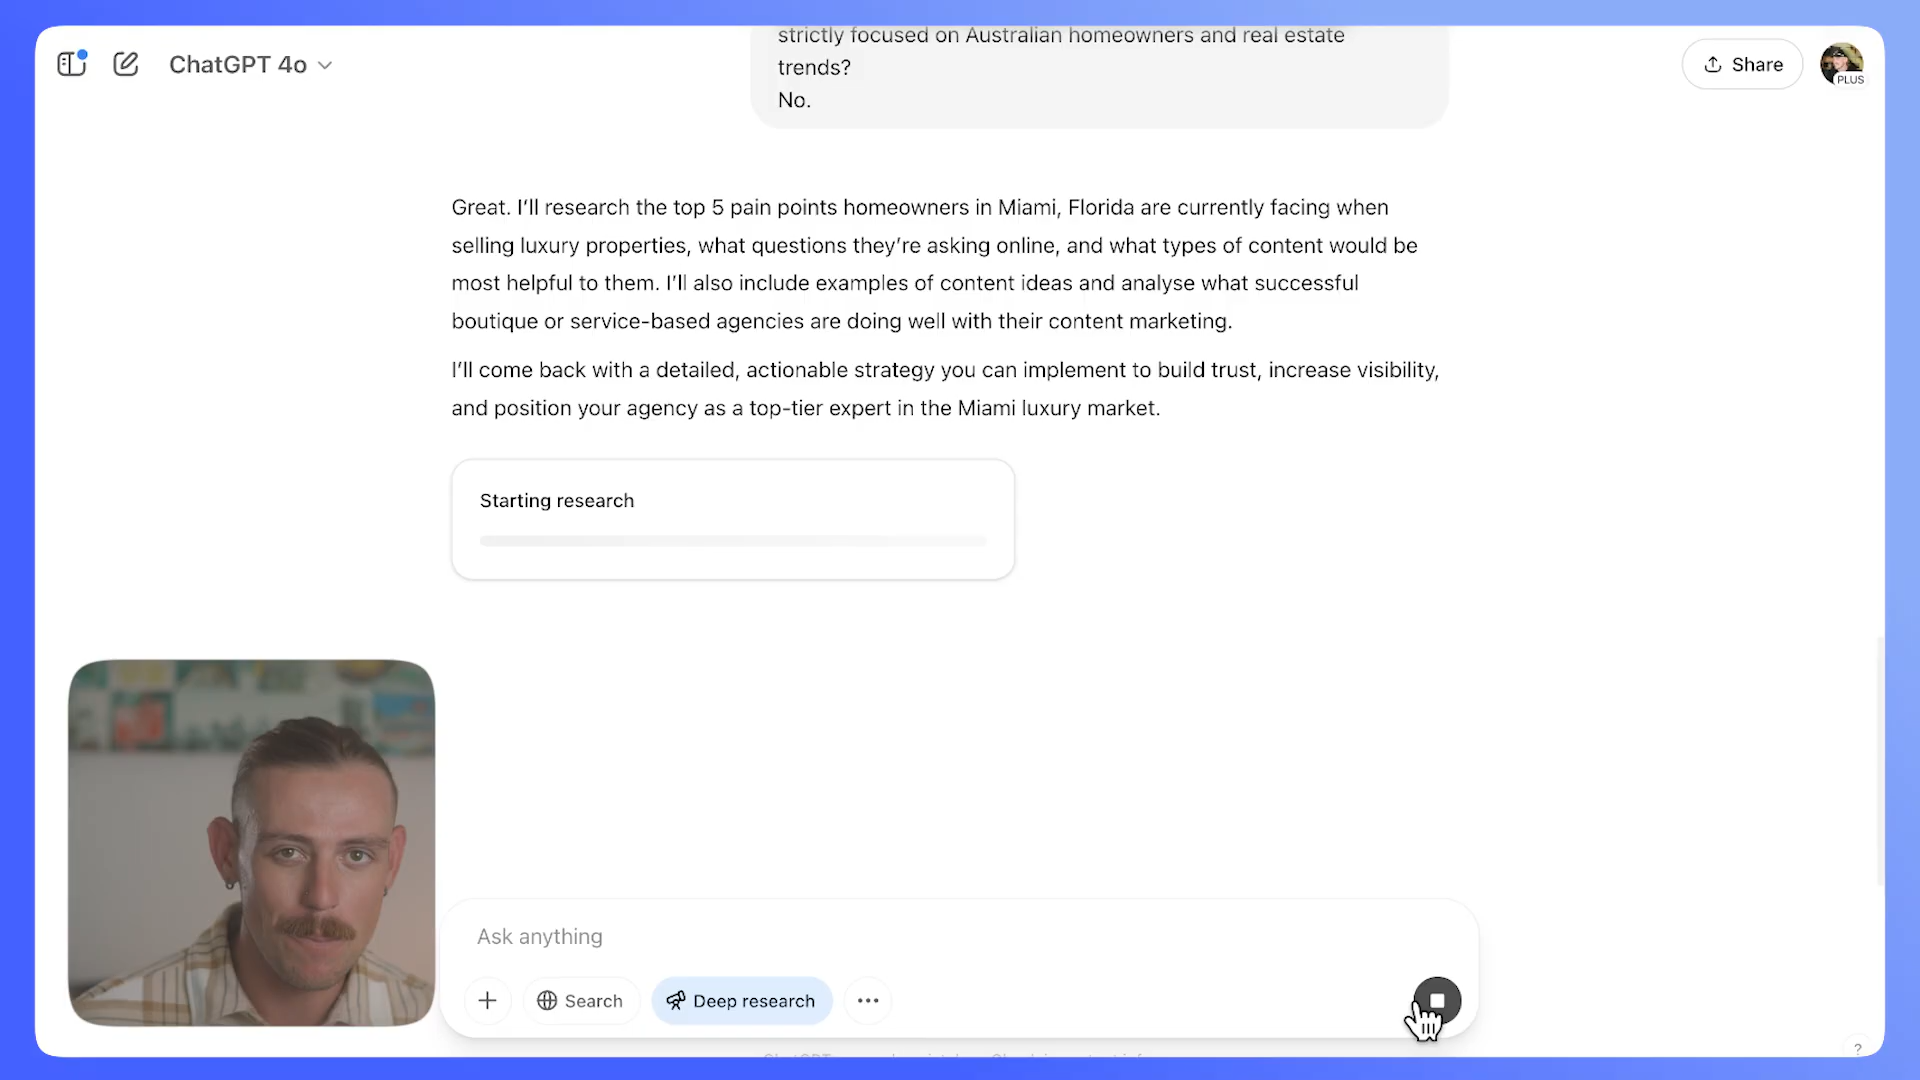 strictly focused on Australian homeowners and real estate
trends?
No.
ChatGPT 4o
Share
PLUS
Great. I'll research the top 5 pain points homeowners in Miami, Florida are currently facing when
selling luxury properties, what questions they're asking online, and what types of content would be
most helpful to them. I'll also include examples of content ideas and analyse what successful
boutique or service-based agencies are doing well with their content marketing.
I'll come back with a detailed, actionable strategy you can implement to build trust, increase visibility,
and position your agency as a top-tier expert in the Miami luxury market.
Starting research
Ask anything
Search
Deep research
?